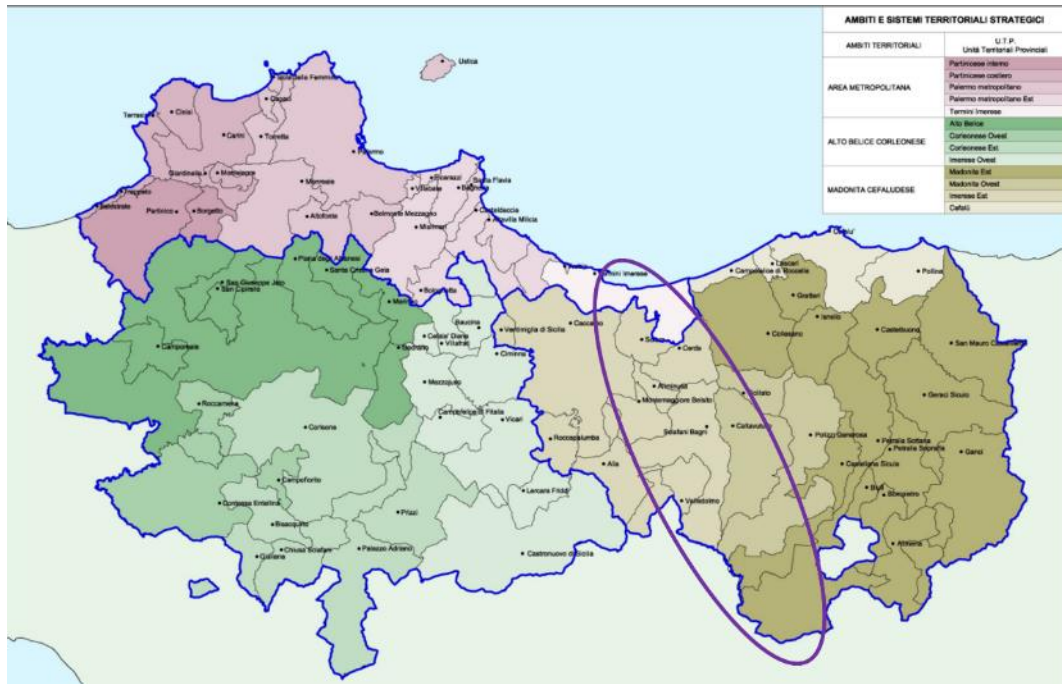 AMBITI E SISTEMI TERRITORIALI STRATEGICI
AMBITI TERRITORIALI
U.T.P.
Unità Territoriali Provinciali
AREA METROPOLITANA
Partinicese interno
Partinicese costiero
Palermo metropolitano
Palermo metropolitano Est
Termini Imerese
ALTO BELICE CORLEONESE
Alto Belice
Corleonese Ovest
Corleonese Est
Imerese Ovest
MADONITA CEFALUDESE
Madonita Est
Madonita Ovest
Imerese Est
Cefalù
Ustica
Isola delle Femmine
Capaci
Cinisi
Terrasini
Carini
Torretta
Palermo
Giardinello
Montelepre
Monreale
Ficarazzi
Santa Flavia
Villabate
Bagheria
Trappeto
Balestrate
Partinico
Borgetto
Altofonte
Belmonte Mezzagno
Misilmeri
Casteldaccia
Altavilla Milicia
Cefalu'
Piana degli Albanesi
Santa Cristina Gela
Termini Imerese
Lascari
Campofelice di Roccella
Pollina
San Giuseppe Jato
San Cipirello
Marineo
Bolognetta
Gratteri
Isnello
Baucina
Ventimiglia di Sicilia
Caccamo
Collesano
Castelbuono
Camporeale
Godrano
Cefala' Diana
Villafrati
Ciminna
Cerda
San Mauro
Mezzojuso
Aliminusa
Montemaggiore Belsito
Scillato
Geraci Siculo
Roccamena
Corleone
Campofelice di Fitalia
Vicari
Sclafani Bagni
Caltavuturo
Roccapalumba
Polizzi Generosa
Petralia Sottana
Petralia Soprana
Gangi
Alia
Castellana Sicula
Campofiorito
Lercara Friddi
Valledolmo
Blufi
Bompietro
Contessa Entellina
Prizzi
Bisacquino
Alimena
Giuliana
Chiusa Sclafani
Palazzo Adriano
Castronuovo di Sicilia